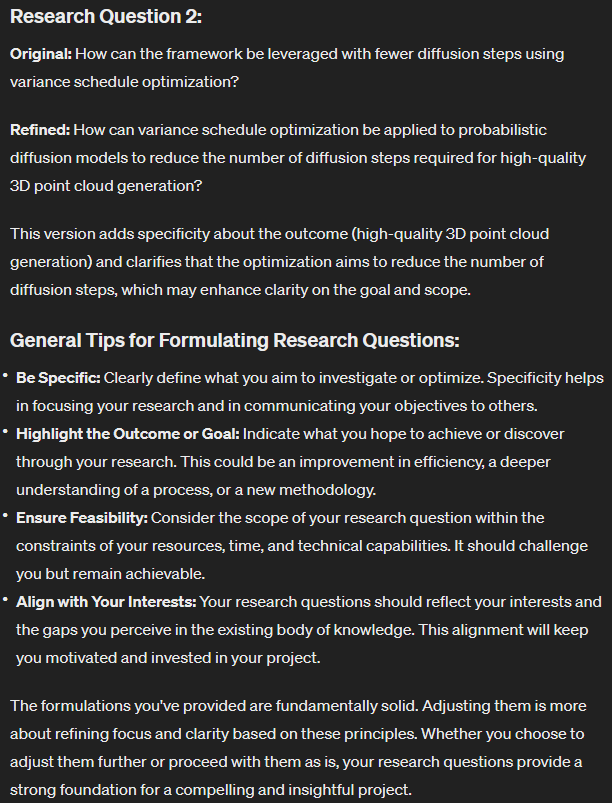 Research Question 2:
Original: How can the framework be leveraged with fewer diffusion steps using
variance schedule optimization?
Refined: How can variance schedule optimization be applied to probabilistic
diffusion models to reduce the number of diffusion steps required for high-quality
3D point cloud generation?
This version adds specificity about the outcome (high-quality 3D point cloud
generation) and clarifies that the optimization aims to reduce the number of
diffusion steps, which may enhance clarity on the goal and scope.
General Tips for Formulating Research Questions:
• Be Specific: Clearly define what you aim to investigate or optimize. Specificity helps
in focusing your research and in communicating your objectives to others.
• Highlight the Outcome or Goal: Indicate what you hope to achieve or discover
through your research. This could be an improvement in efficiency, a deeper
understanding of a process, or a new methodology.
• Ensure Feasibility: Consider the scope of your research question within the
constraints of your resources, time, and technical capabilities. It should challenge
you but remain achievable.
• Align with Your Interests: Your research questions should reflect your interests and
the gaps you perceive in the existing body of knowledge. This alignment will keep
you motivated and invested in your project.
The formulations you've provided are fundamentally solid. Adjusting them is more
about refining focus and clarity based on these principles. Whether you choose to
adjust them further or proceed with them as is, your research questions provide a
strong foundation for a compelling and insightful project.